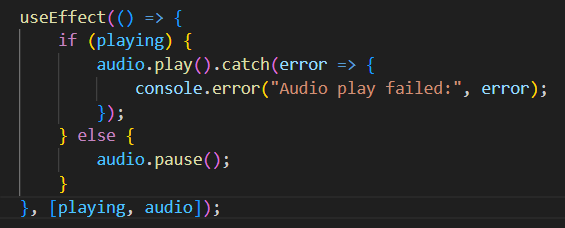 useEffect(() => {
    if (playing) {
        audio.play().catch(error => {
            console.error("Audio play failed:", error);
        });
    } else {
        audio.pause();
    }
}, [playing, audio]);